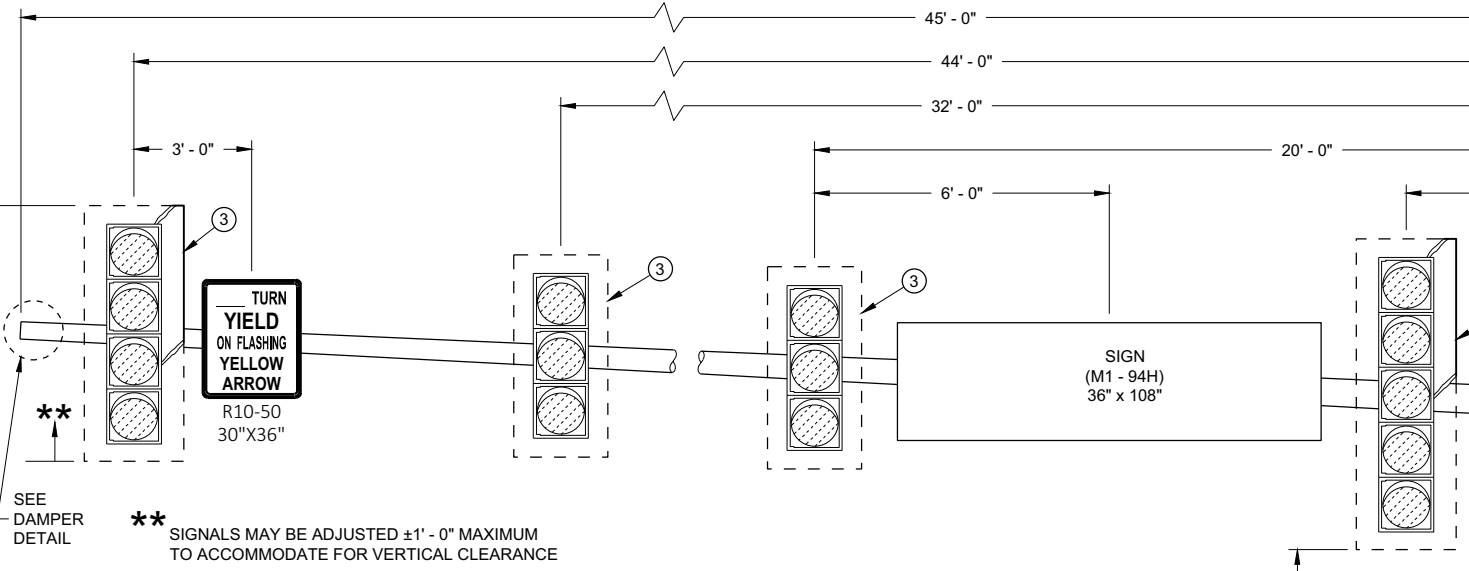 45' - 0"
44' - 0"
32' - 0"
3' - 0"
20' - 0"
6' - 0"
3
3
3
___ TURN
YIELD
ON FLASHING
YELLOW
ARROW
R10-50
30"X36"
SIGN
(M1 - 94H)
36" x 108"
**
SEE
DAMPER
DETAIL
** SIGNALS MAY BE ADJUSTED ±1' - 0" MAXIMUM
TO ACCOMMODATE FOR VERTICAL CLEARANCE